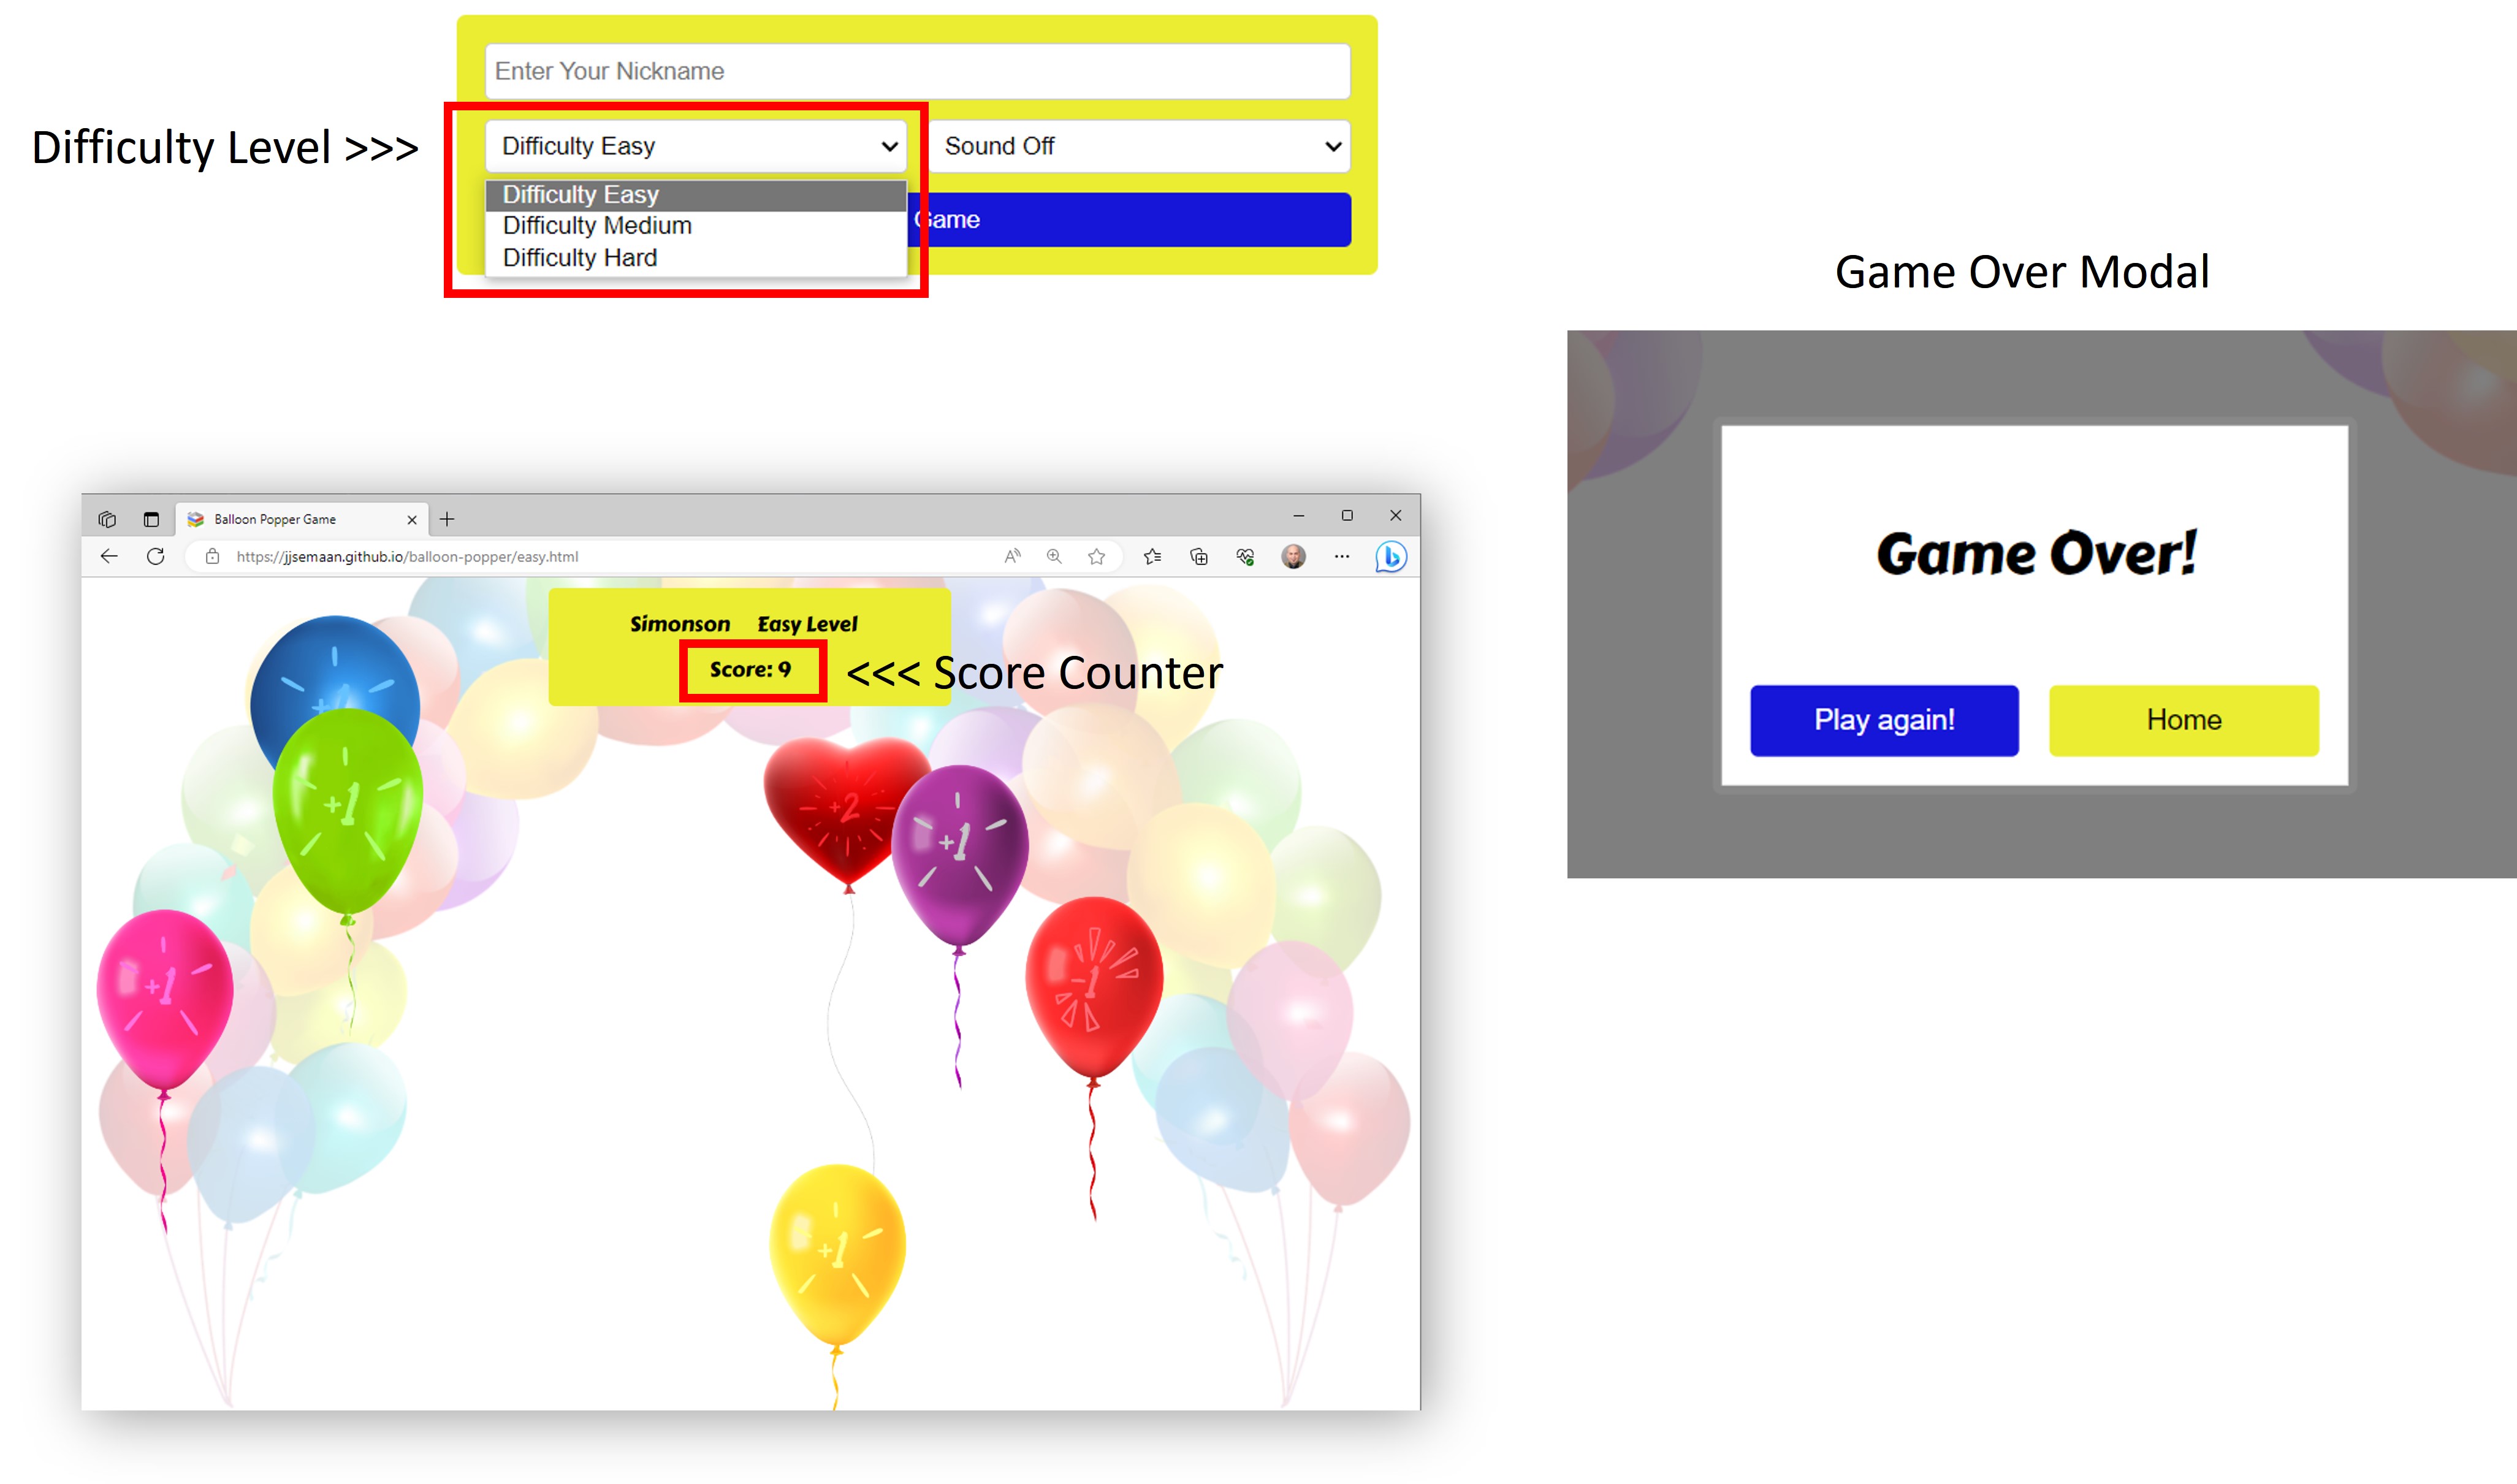 Enter Your Nickname
Difficulty Level >>>
Difficulty Easy
Sound Off
Difficulty Easy
Difficulty Medium
Difficulty Hard
Game
Game Over Modal
Game Over!
Play again!
Home
Balloon Popper Game
https://jjsemaan.github.io/balloon-popper/easy.html
Simonson Easy Level
Score: 9
<<< Score Counter
+1
+1
+2
+1
+1
-1
+1